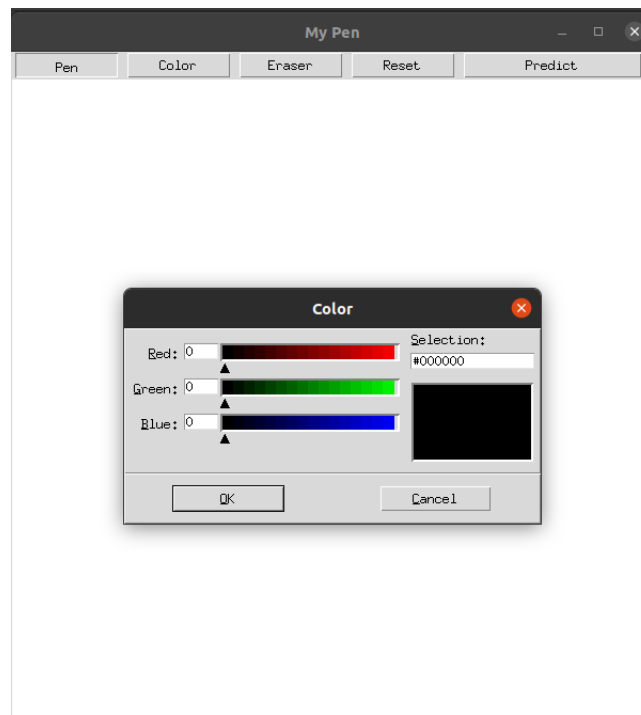 My Pen
Pen Color Eraser Reset Predict
Color
Selection:
Red: 0
#000000
Green: 0
Blue: 0
OK Cancel